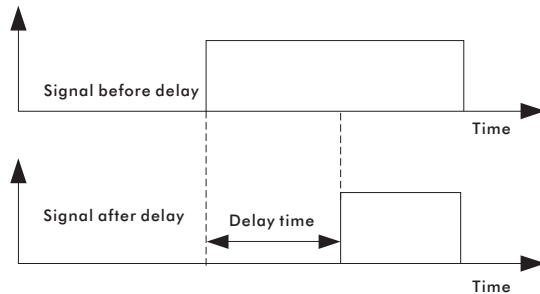 Signal before delay
Time
Signal after delay
Delay time
Time